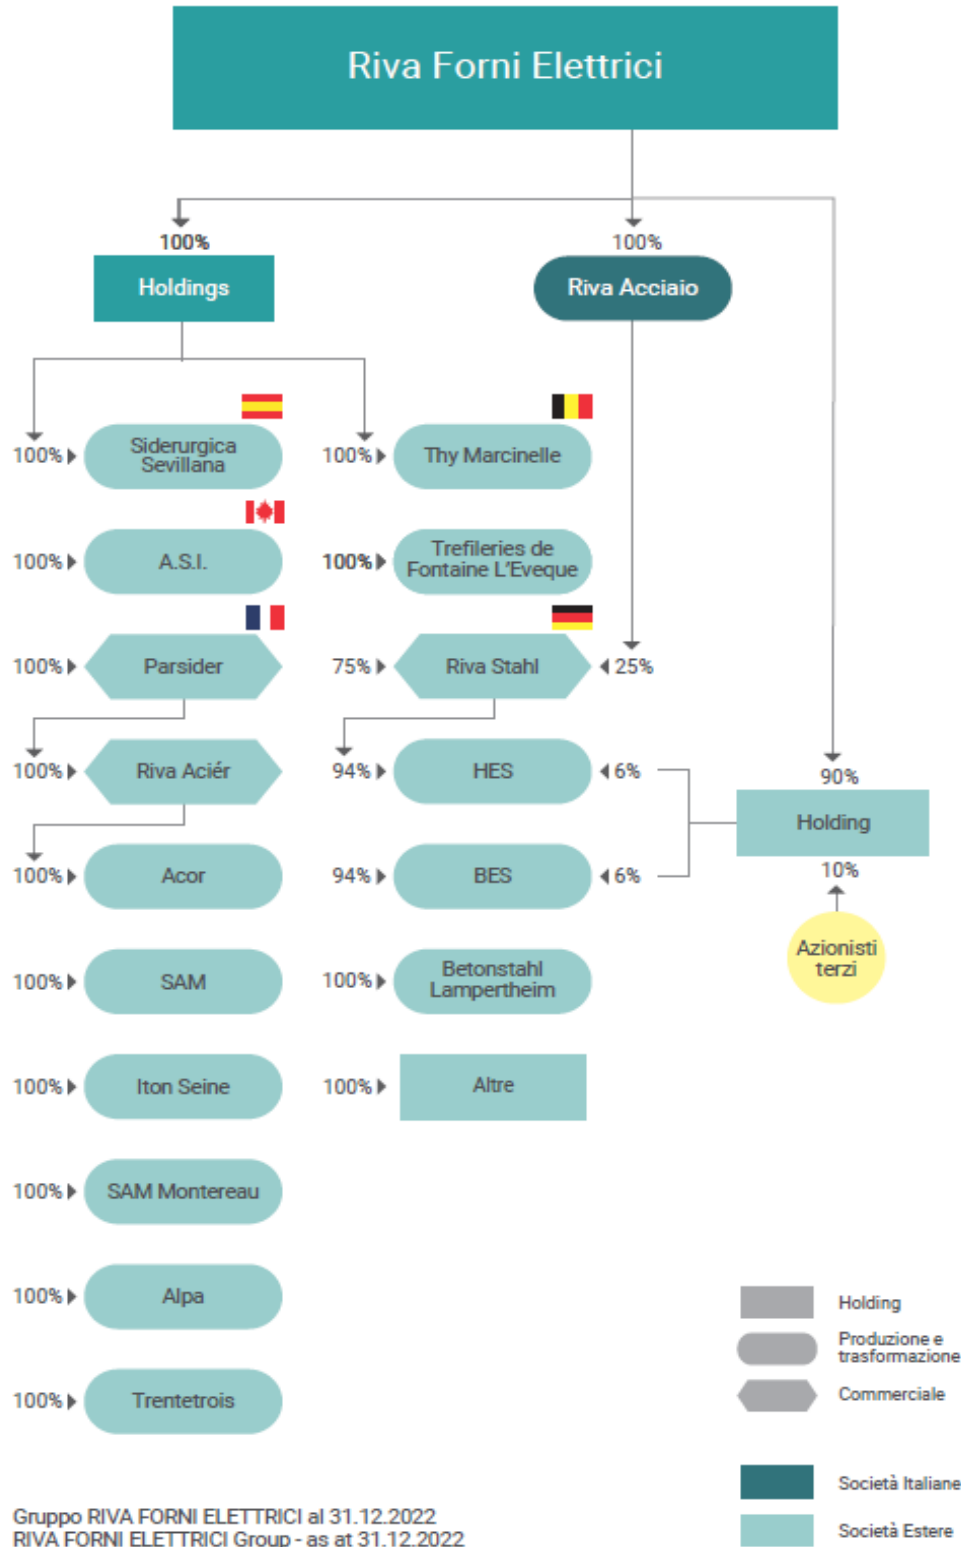 Riva Forni Elettrici
100%
100%
Holdings
Riva Acciaio
100%
Siderurgica
Sevillana
100%
Thy Marcinelle
100%
A.S.I.
100%
Trefileries de
Fontaine L'Eveque
100%
Parsider
75%
Riva Stahl
25%
100%
Riva Aciér
94%
HES
6%
90%
Holding
100%
Acor
94%
BES
6%
10%
Azionisti
terzi
100%
SAM
100%
Betonstahl
Lampertheim
100%
Iton Seine
100%
Altre
100%
SAM Montereau
100%
Alpa
100%
Trentetrois
Holding
Produzione e
trasformazione
Commerciale
Società Italiane
Società Estere
Gruppo RIVA FORNI ELETTRICI al 31.12.2022
RIVA FORNI ELETTRICI Group - as at 31.12.2022